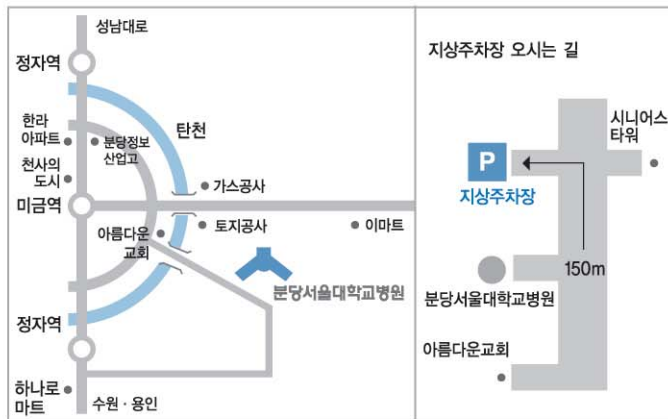 성남대로
정자역
한라
아파트
분당정보
산업고
탄천
천사의
도시
가스공사
미금역
아름다운
교회
토지공사
이마트
분당서울대학교병원
정자역
하나로
마트
수원 · 용인
지상주차장 오시는 길
시니어스
타워
P
지상주차장
150m
분당서울대학교병원
아름다운교회